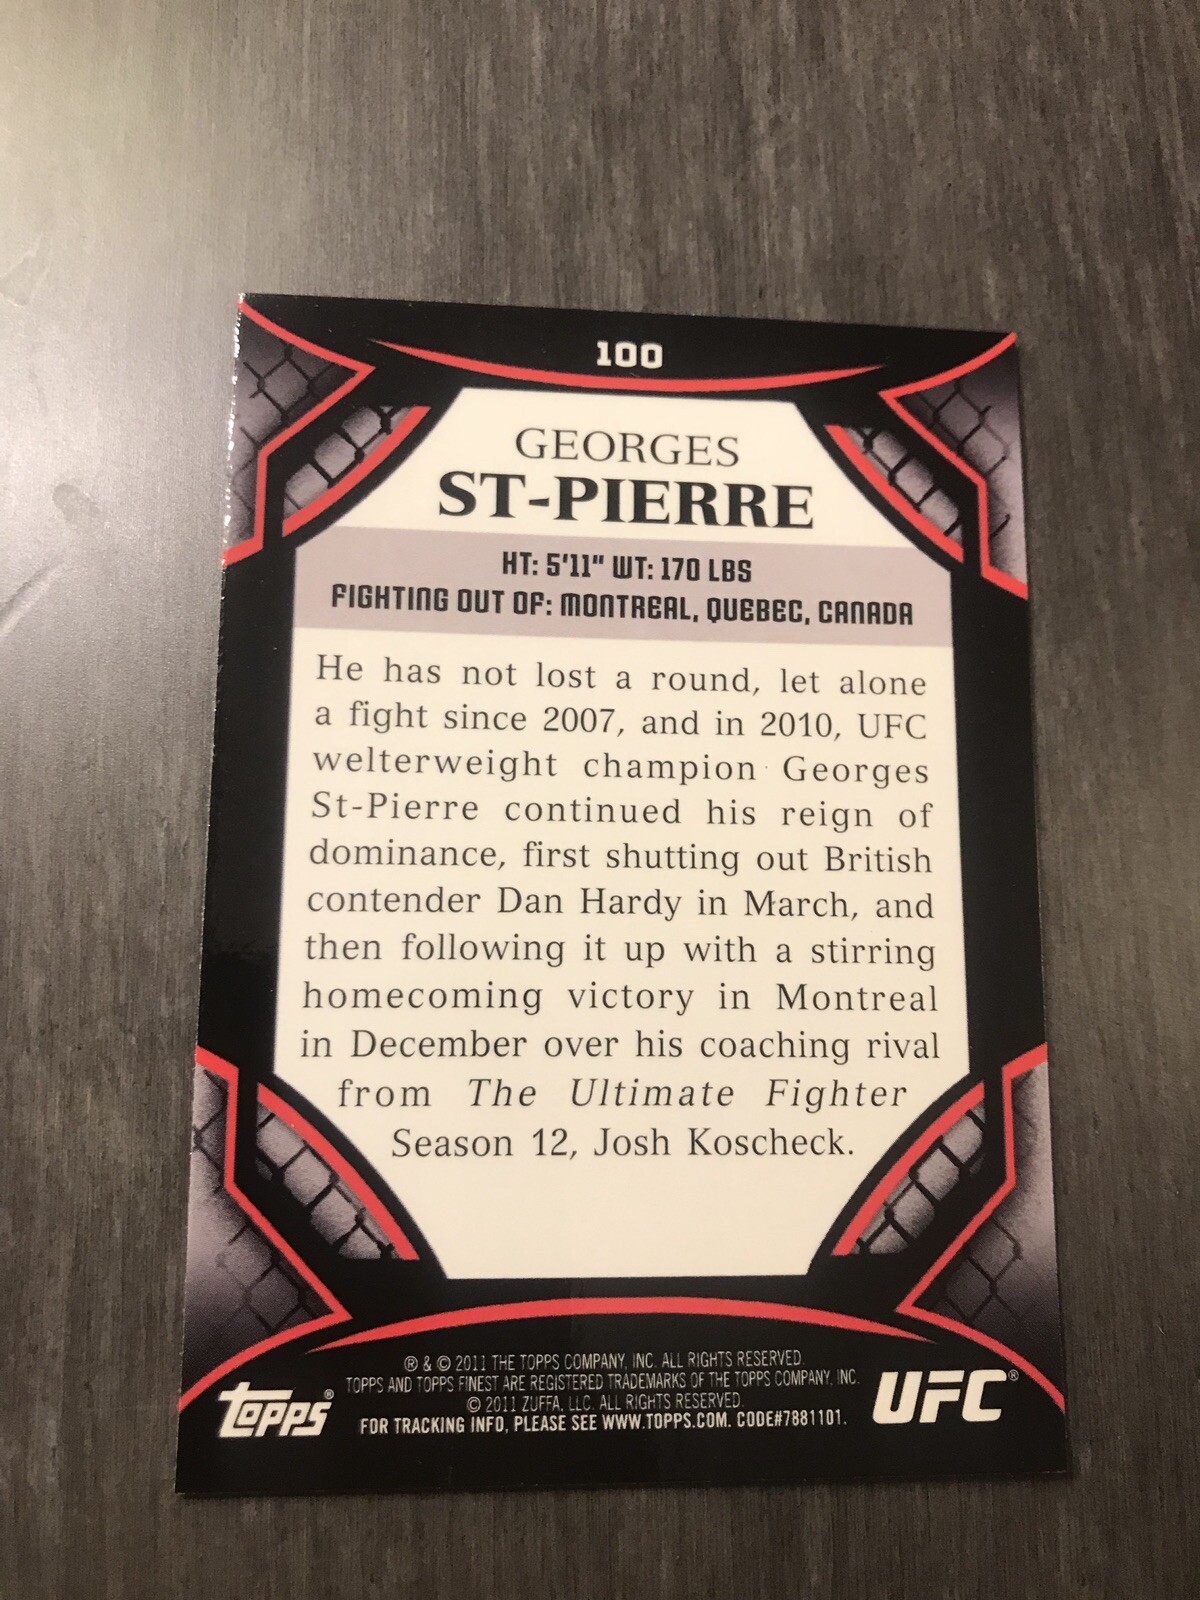 100
GEORGES
ST-PIERRE
HT: 5'11" WT: 170 LBS
FIGHTING OUT OF: MONTREAL, QUEBEC, CANADA
He has not lost a round, let alone
a fight since 2007, and in 2010, UFC
welterweight champion Georges
St-Pierre continued his reign of
dominance, first shutting out British
contender Dan Hardy in March, and
then following it up with a stirring
homecoming victory in Montreal
in December over his coaching rival
from The Ultimate Fighter
Season 12, Josh Koscheck.
® & © 2011 THE TOPPS COMPANY, INC. ALL RIGHTS RESERVED.
TOPPS AND TOPPS FINEST ARE REGISTERED TRADEMARKS OF THE TOPPS COMPANY, INC.
© 2011 ZUFFA, LLC. ALL RIGHTS RESERVED.
FOR TRACKING INFO, PLEASE SEE WWW.TOPPS.COM. CODE#7881101.
Topps®
UFC®